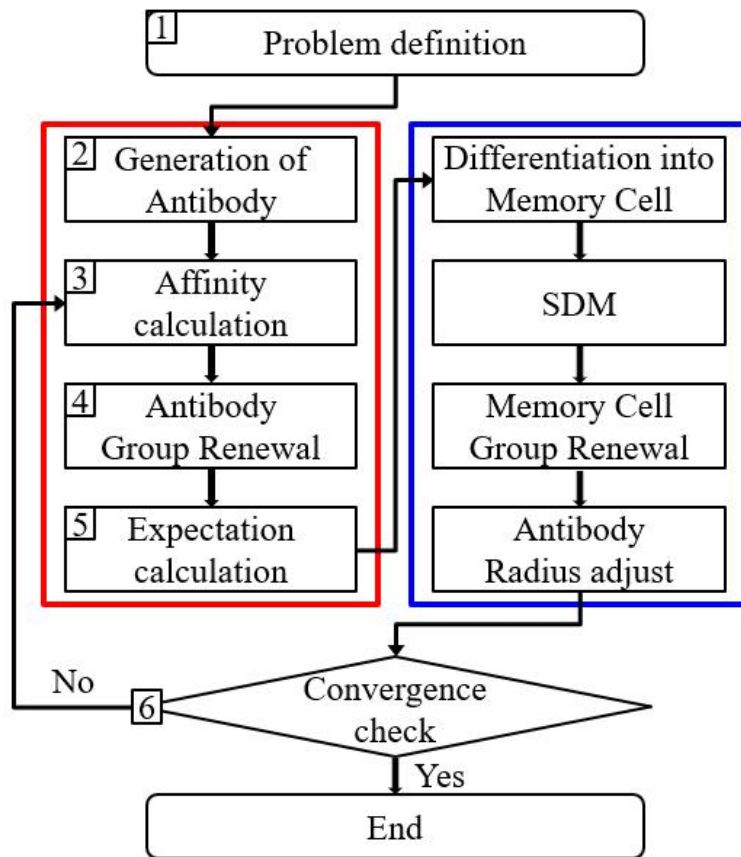 1
Problem definition
2
Generation of
Antibody
3
Affinity
calculation
4
Antibody
Group Renewal
5
Expectation
calculation
Differentiation into
Memory Cell
SDM
Memory Cell
Group Renewal
Antibody
Radius adjust
No
6
Convergence
check
Yes
End